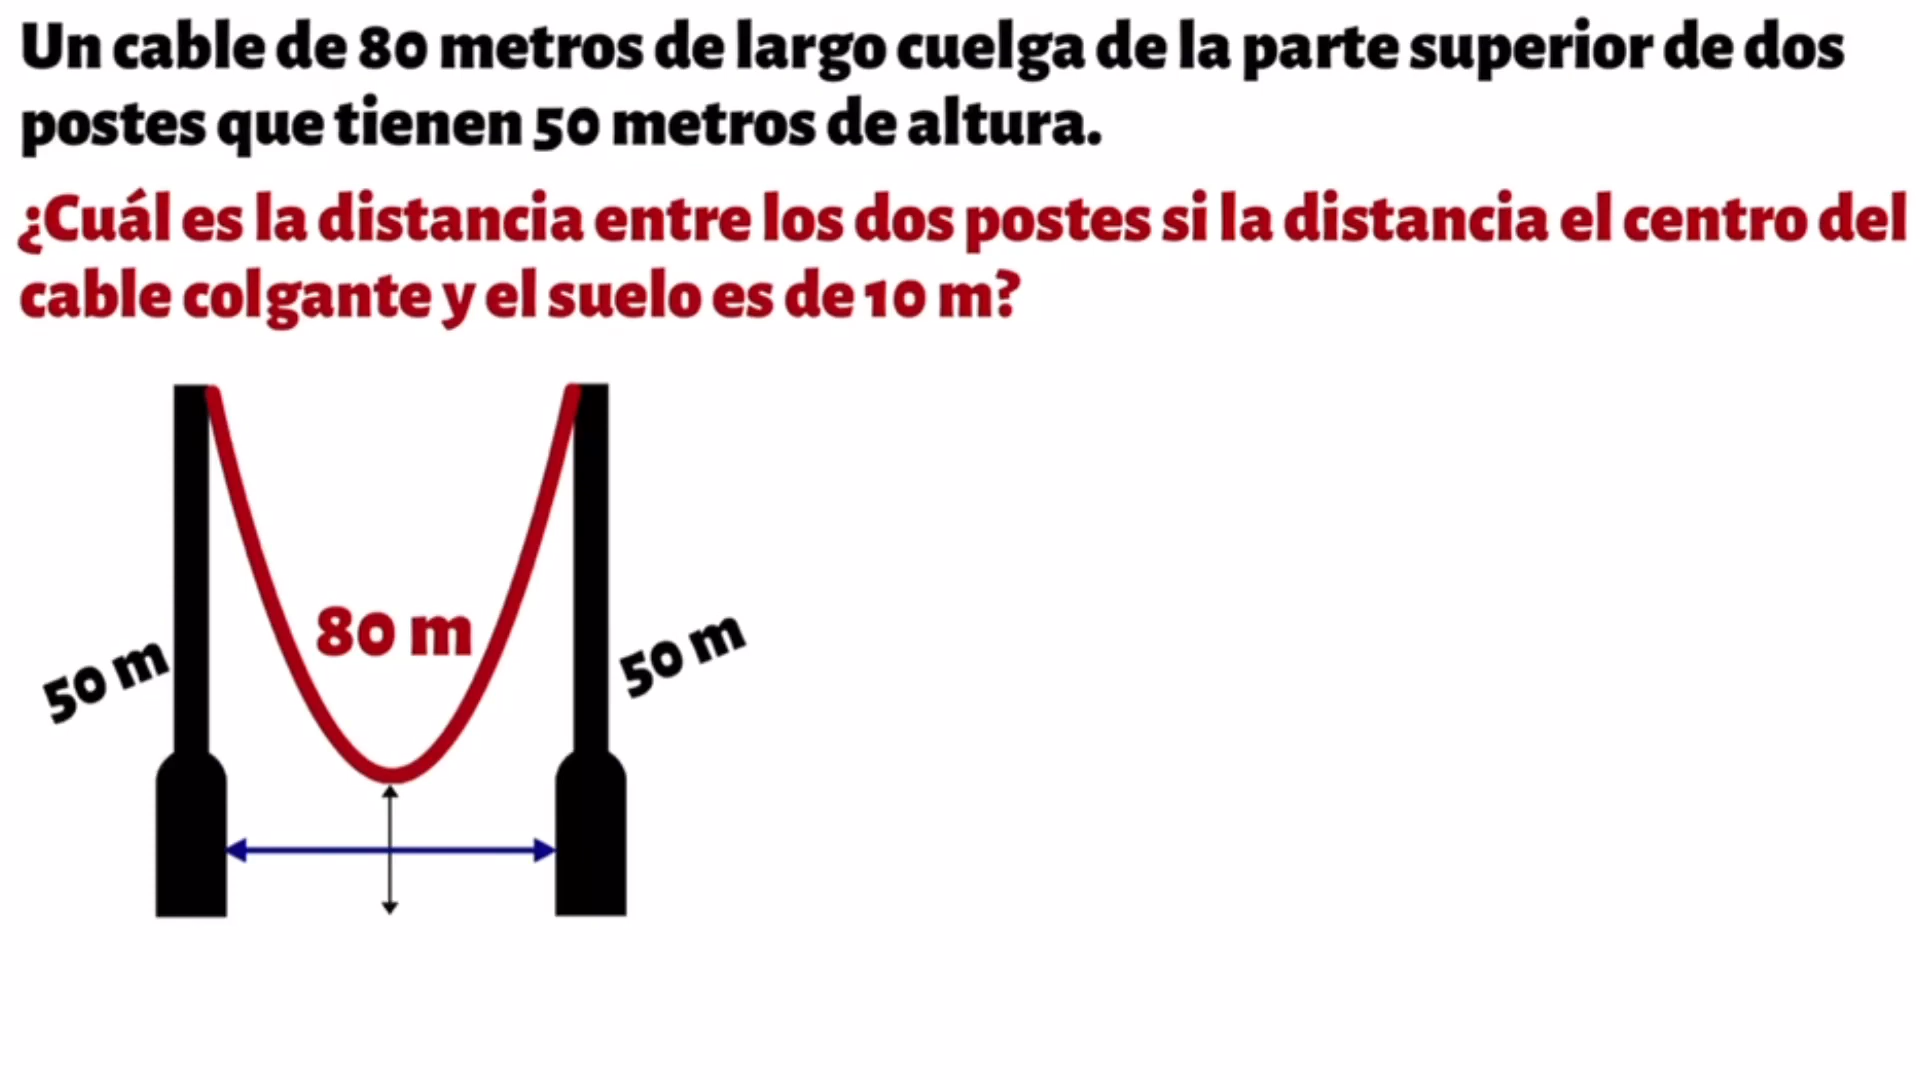 Un cable de 80 metros de largo cuelga de la parte superior de dos
postes que tienen 50 metros de altura.
¿Cuál es la distancia entre los dos postes si la distancia el centro del
cable colgante y el suelo es de 10 m?
80 m
50 m
50 m